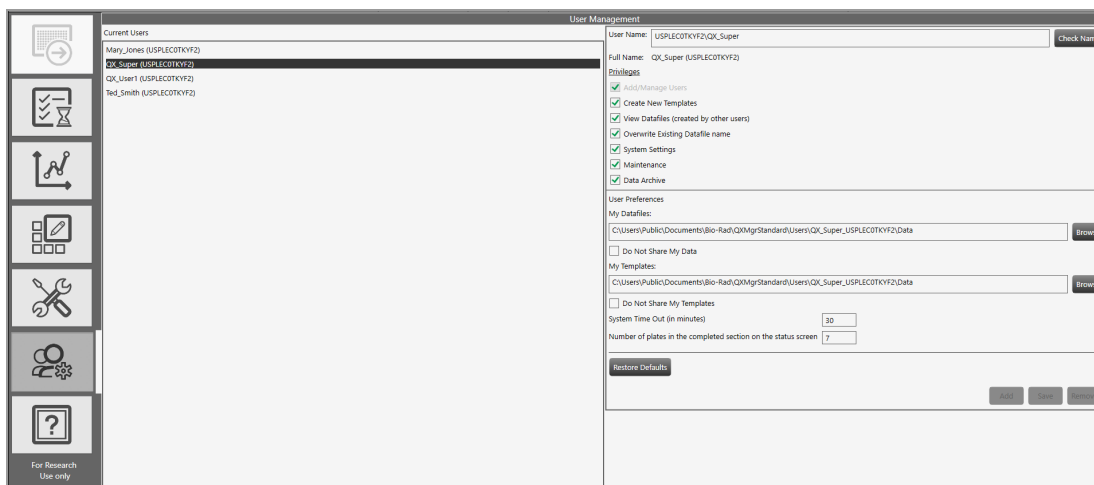 User Management
Current Users
Mary_Jones (USPLEC0TKYF2)
QX_Super (USPLEC0TKYF2)
QX_User1 (USPLEC0TKYF2)
Ted_Smith (USPLEC0TKYF2)
User Name: USPLEC0TKYF2\QX_Super
Check Nam
Full Name: QX_Super (USPLEC0TKYF2)
Privileges
Add/Manage Users
Create New Templates
View Datafiles (created by other users)
Overwrite Existing Datafile name
System Settings
Maintenance
Data Archive
User Preferences
My Datafiles:
C:\Users\Public\Documents\Bio-Rad\QXMgrStandard\Users\QX_Super_USPLEC0TKYF2\Data
Brows
Do Not Share My Data
My Templates:
C:\Users\Public\Documents\Bio-Rad\QXMgrStandard\Users\QX_Super_USPLEC0TKYF2\Data
Brows
Do Not Share My Templates
System Time Out (in minutes) 30
Number of plates in the completed section on the status screen 7
Restore Defaults
Add Save Remov
?
For Research
Use only